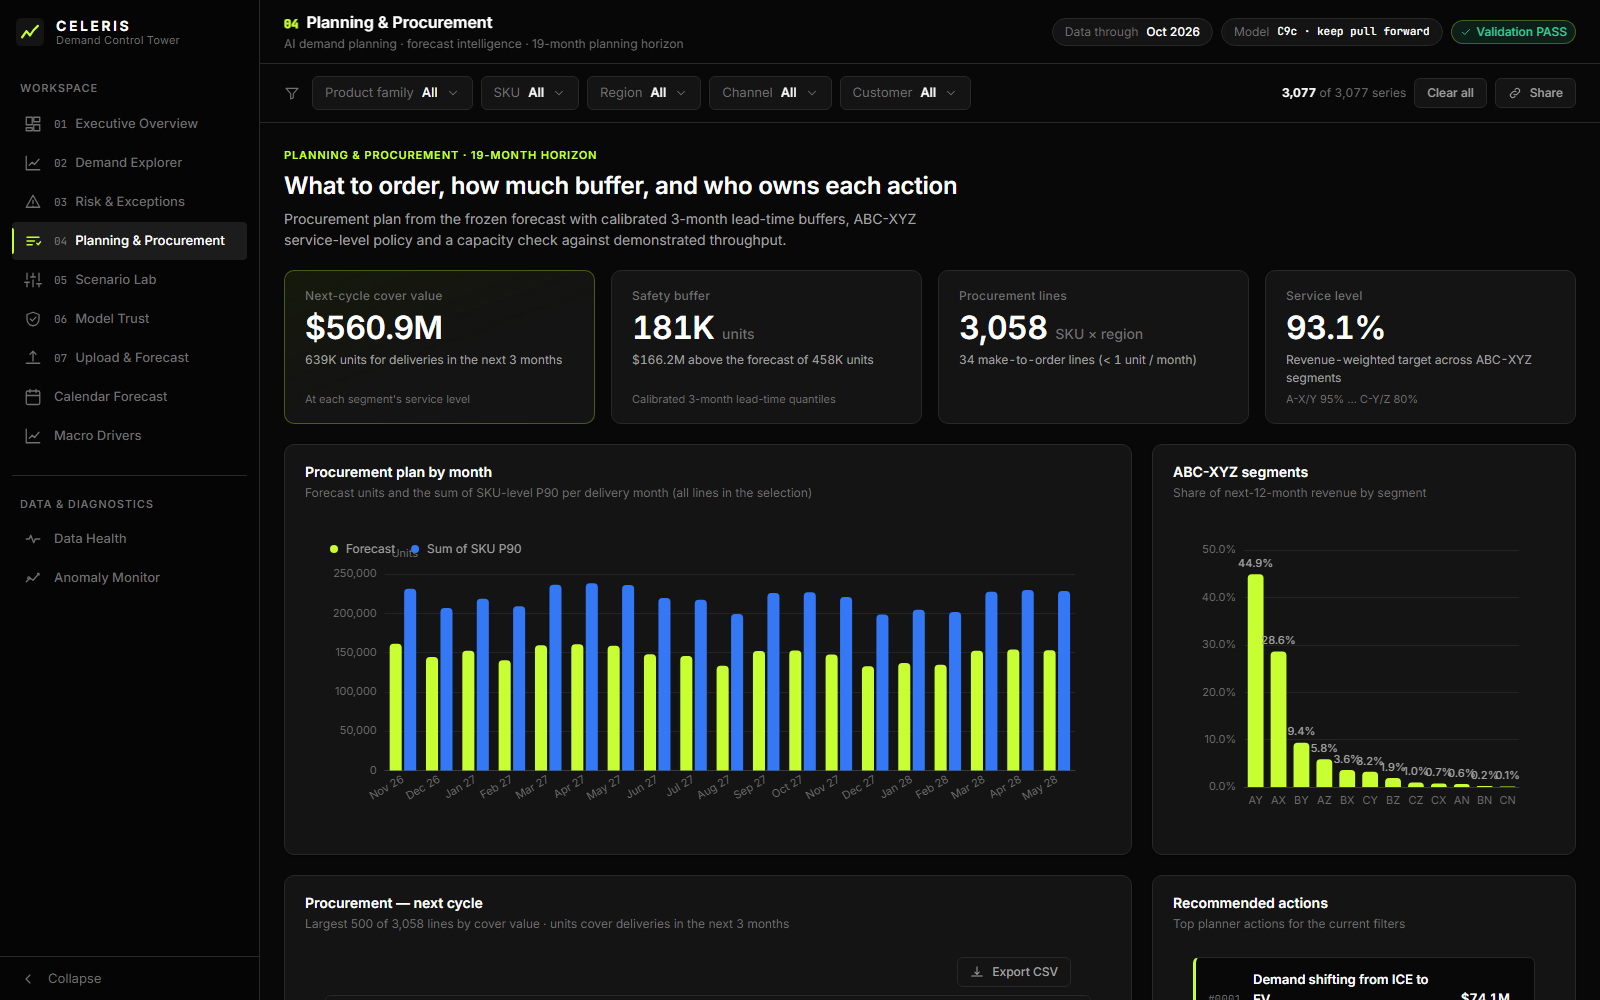 CELERIS
Demand Control Tower
WORKSPACE
01 Executive Overview
02 Demand Explorer
03 Risk & Exceptions
04 Planning & Procurement
05 Scenario Lab
06 Model Trust
07 Upload & Forecast
Calendar Forecast
Macro Drivers
DATA & DIAGNOSTICS
Data Health
Anomaly Monitor
Collapse
04 Planning & Procurement
AI demand planning · forecast intelligence · 19-month planning horizon
Data through Oct 2026
Model C9c · keep pull forward
Validation PASS
Product family All
SKU All
Region All
Channel All
Customer All
3,077 of 3,077 series
Clear all
Share
PLANNING & PROCUREMENT · 19-MONTH HORIZON
What to order, how much buffer, and who owns each action
Procurement plan from the frozen forecast with calibrated 3-month lead-time buffers, ABC-XYZ
service-level policy and a capacity check against demonstrated throughput.
Next-cycle cover value
$560.9M
639K units for deliveries in the next 3 months
At each segment's service level
Safety buffer
181K units
$166.2M above the forecast of 458K units
Calibrated 3-month lead-time quantiles
Procurement lines
3,058 SKU × region
34 make-to-order lines (< 1 unit / month)
Service level
93.1%
Revenue-weighted target across ABC-XYZ
segments
A-X/Y 95% … C-Y/Z 80%
Procurement plan by month
Forecast units and the sum of SKU-level P90 per delivery month (all lines in the selection)
Forecast
Units
Sum of SKU P90
250,000
200,000
150,000
100,000
50,000
0
Nov 26
Dec 26
Jan 27
Feb 27
Mar 27
Apr 27
May 27
Jun 27
Jul 27
Aug 27
Sep 27
Oct 27
Nov 27
Dec 27
Jan 28
Feb 28
Mar 28
Apr 28
May 28
ABC-XYZ segments
Share of next-12-month revenue by segment
50.0%
40.0%
30.0%
20.0%
10.0%
0.0%
44.9%
28.6%
9.4%
5.8%
3.6%
3.2%
1.9%
1.0%
0.7%
0.6%
0.2%
0.1%
AY AX BY AZ BX CY BZ CZ CX AN BN CN
Procurement — next cycle
Largest 500 of 3,058 lines by cover value · units cover deliveries in the next 3 months
Export CSV
Recommended actions
Top planner actions for the current filters
#0001
Demand shifting from ICE to
EV
$74.1M